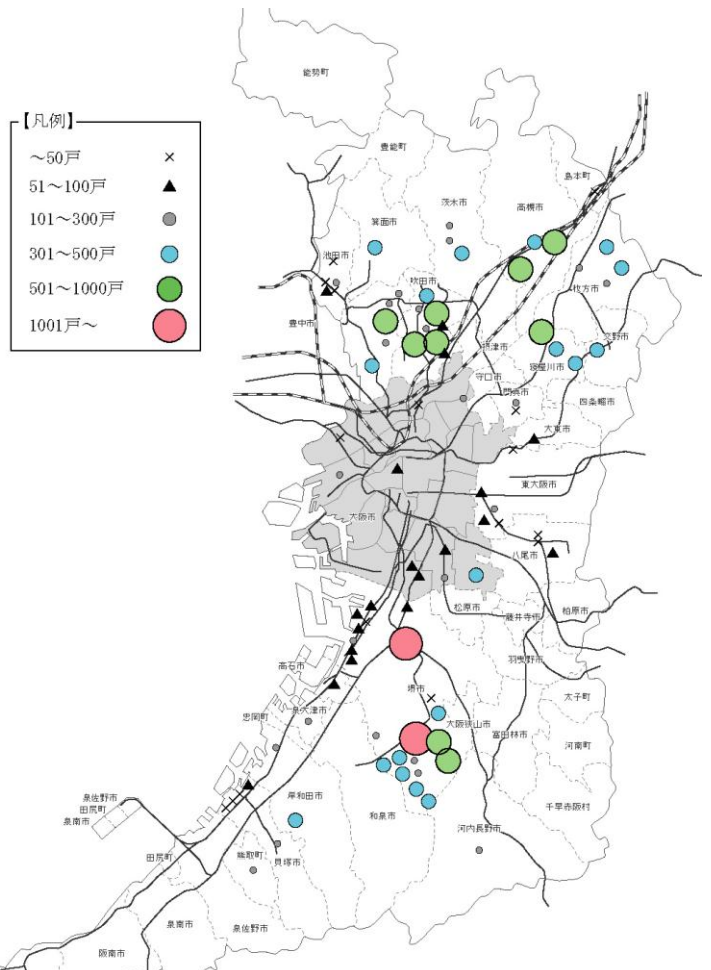 能勢町
【凡例】
～50戸
51～100戸
101～300戸
301～500戸
501～1000戸
1001戸～
豊能町
島本町
茨木市
高槻市
箕面市
池田市
吹田市
枚方市
豊中市
摂津市
交野市
寝屋川市
守口市
門真市
四条畷市
大東市
東大阪市
大阪市
八尾市
松原市
藤井寺市
柏原市
羽曳野市
高石市
堺市
太子町
泉大津市
大阪狭山市
忠岡町
富田林市
河南町
泉佐野市
田尻町
泉南市
岸和田市
和泉市
千早赤阪村
河内長野市
田尻町
熊取町
貝塚市
泉南市
泉佐野市
阪南市